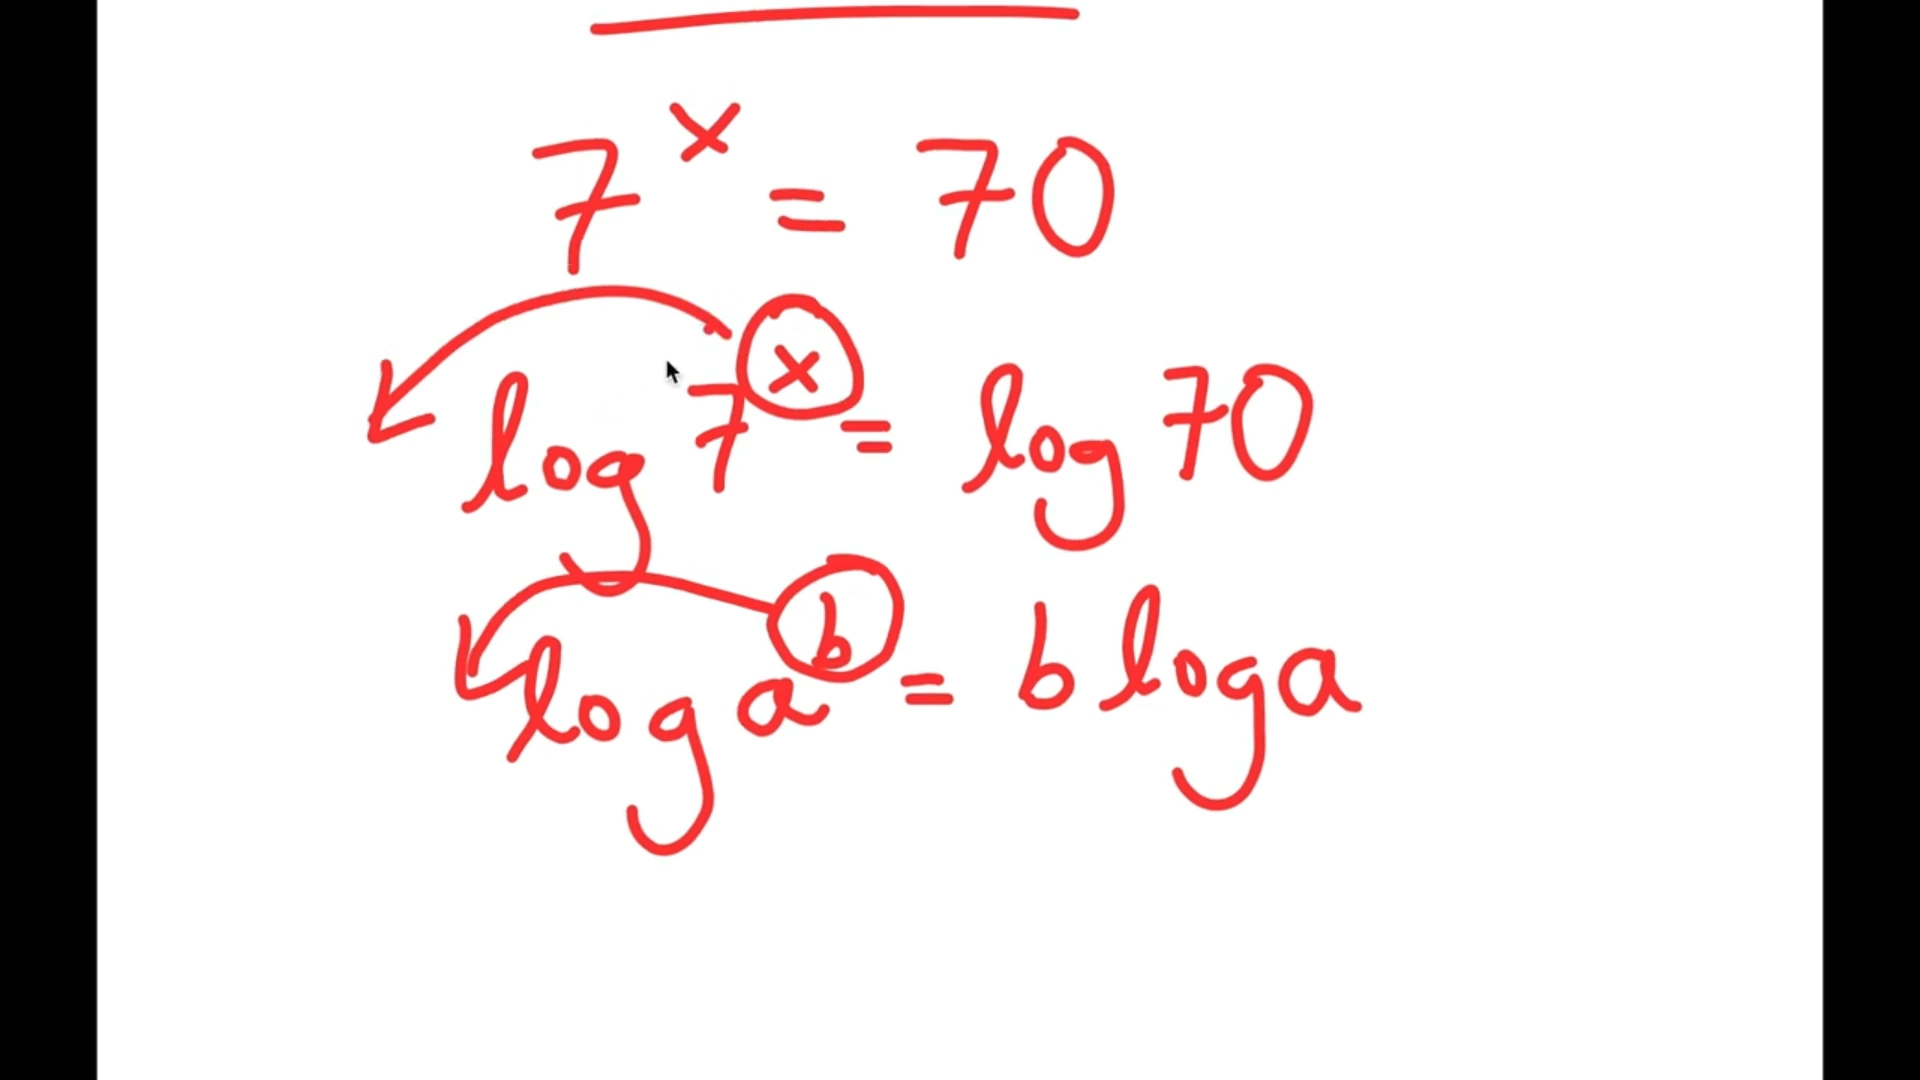 7^x = 70
log 7^x = log 70
log a^b = b log a